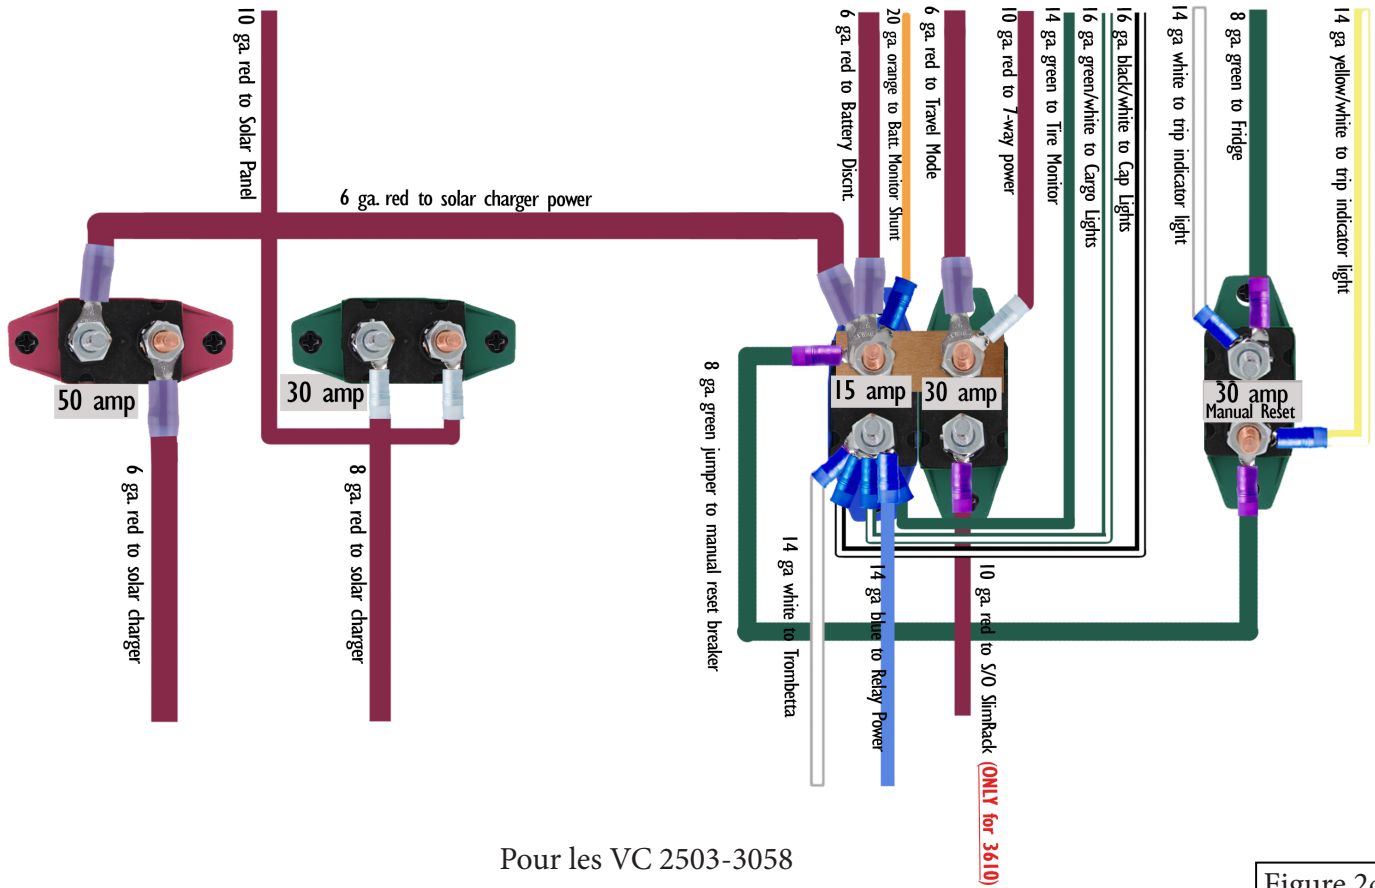 10 ga. red to Solar Panel
6 ga. red to solar charger power
6 ga. red to Battery Discnt.
20 ga. orange to Batt. Monitor Shunt
6 ga. red to Travel Mode
10 ga. red to 7-way power
14 ga. green to Tire Monitor
16 ga. green/white to Cargo Lights
16 ga. black/white to Cap Lights
14 ga white to trip indicator light
8 ga. green to Fridge
14 ga yellow/white to trip indicator light
50 amp
30 amp
15 amp
30 amp
30 amp
Manual Reset
6 ga. red to solar charger
8 ga. red to solar charger
8 ga. green jumper to manual reset breaker
14 ga white to Trombetta
14 ga blue to Relay Power
10 ga. red to S/O SlimRack (ONLY for 3610)
Pour les VC 2503-3058
Figure